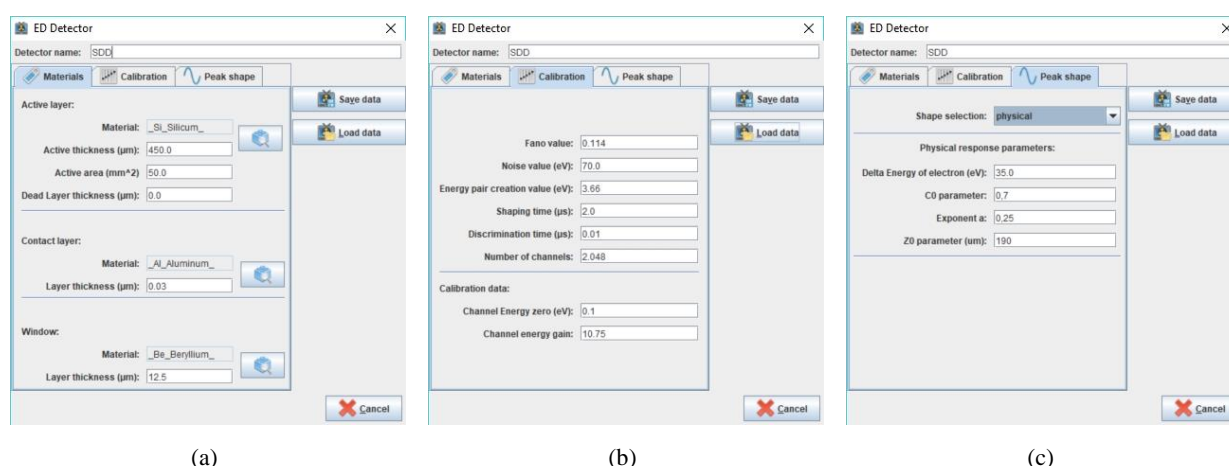 ED Detector
Detector name: SDD
Materials Calibration Peak shape
Active layer:
Material: _Si_Silicum_
Active thickness (µm): 450.0
Active area (mm^2) 50.0
Dead Layer thickness (µm): 0.0
Contact layer:
Material: _Al_Aluminum_
Layer thickness (µm): 0.03
Window:
Material: _Be_Beryllium_
Layer thickness (µm): 12.5
Save data
Load data
Cancel
(a)
ED Detector
Detector name: SDD
Materials Calibration Peak shape
Fano value: 0.114
Noise value (eV): 70.0
Energy pair creation value (eV): 3.66
Shaping time (µs): 2.0
Discrimination time (µs): 0.01
Number of channels: 2.048
Calibration data:
Channel Energy zero (eV): 0.1
Channel energy gain: 10.75
Save data
Load data
Cancel
(b)
ED Detector
Detector name: SDD
Materials Calibration Peak shape
Shape selection: physical
Physical response parameters:
Delta Energy of electron (eV): 35.0
C0 parameter: 0,7
Exponent a: 0,25
Z0 parameter (um): 190
Save data
Load data
Cancel
(c)